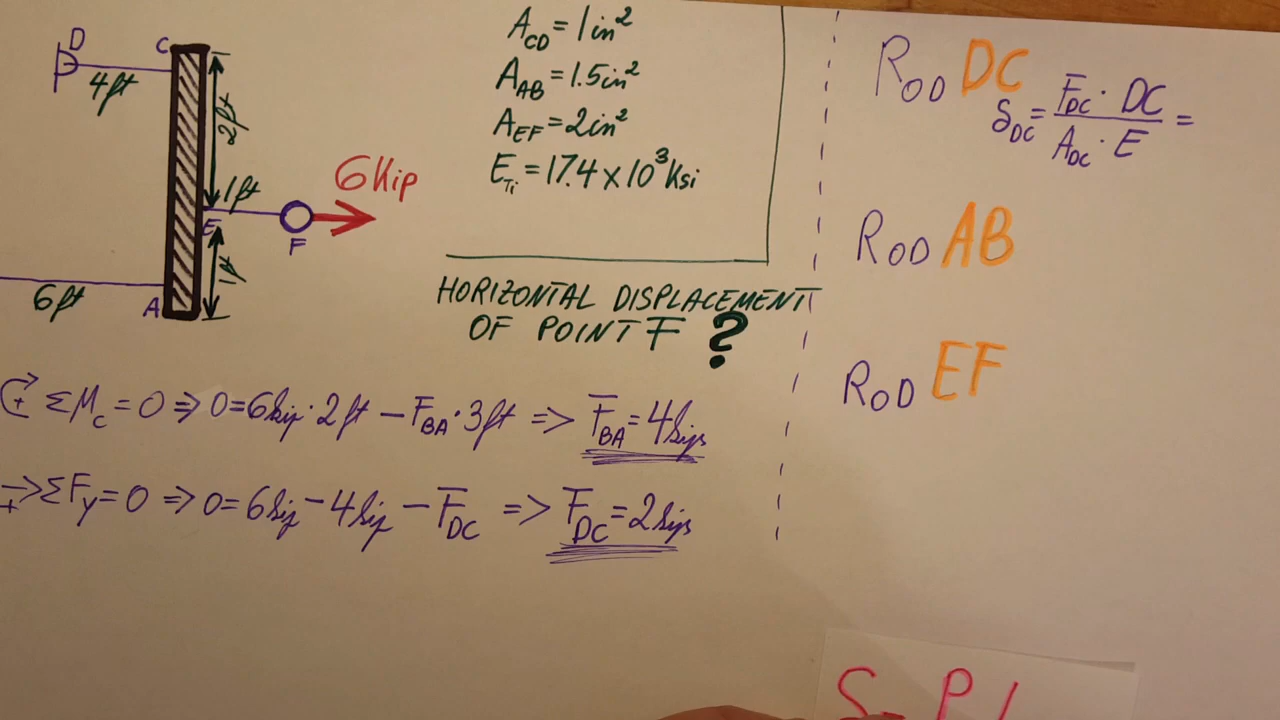 D
C
4ft
2ft
1ft
E
F
6Kip
1ft
6ft
A
A_CD = 1in²
A_AB = 1.5in²
A_EF = 2in²
E_Ti = 17.4 x 10³ Ksi
HORIZONTAL DISPLACEMENT
OF POINT F ?
+ ΣM_C = 0 => 0 = 6kip · 2ft − F_BA · 3ft => F_BA = 4kips
+→ ΣF_y = 0 => 0 = 6kip − 4kip − F_DC => F_DC = 2kips
ROD DC
δ_DC = F_DC · DC / A_DC · E =
ROD AB
ROD EF